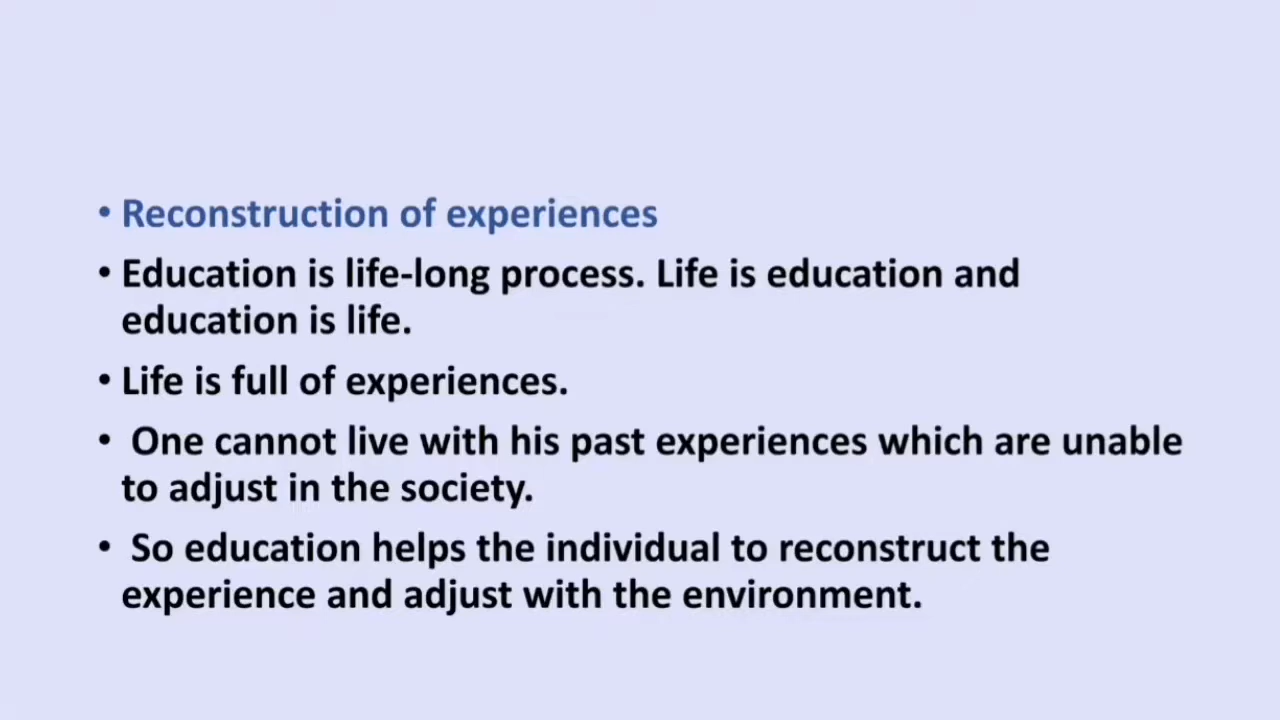 • Reconstruction of experiences
• Education is life-long process. Life is education and
education is life.
• Life is full of experiences.
• One cannot live with his past experiences which are unable
to adjust in the society.
• So education helps the individual to reconstruct the
experience and adjust with the environment.